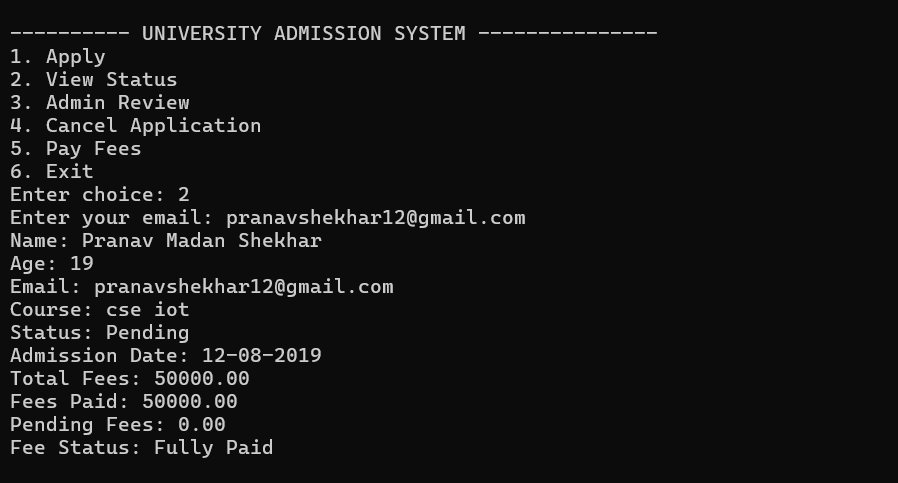 ---------- UNIVERSITY ADMISSION SYSTEM ---------------
1. Apply
2. View Status
3. Admin Review
4. Cancel Application
5. Pay Fees
6. Exit
Enter choice: 2
Enter your email: pranavshekhar12@gmail.com
Name: Pranav Madan Shekhar
Age: 19
Email: pranavshekhar12@gmail.com
Course: cse iot
Status: Pending
Admission Date: 12-08-2019
Total Fees: 50000.00
Fees Paid: 50000.00
Pending Fees: 0.00
Fee Status: Fully Paid